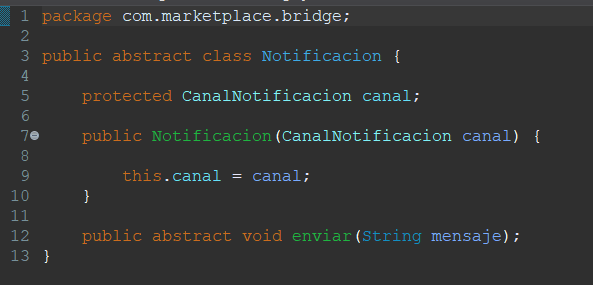 1 package com.marketplace.bridge;
2
3 public abstract class Notificacion {
4
5     protected CanalNotificacion canal;
6
7     public Notificacion(CanalNotificacion canal) {
8
9         this.canal = canal;
10     }
11
12     public abstract void enviar(String mensaje);
13 }